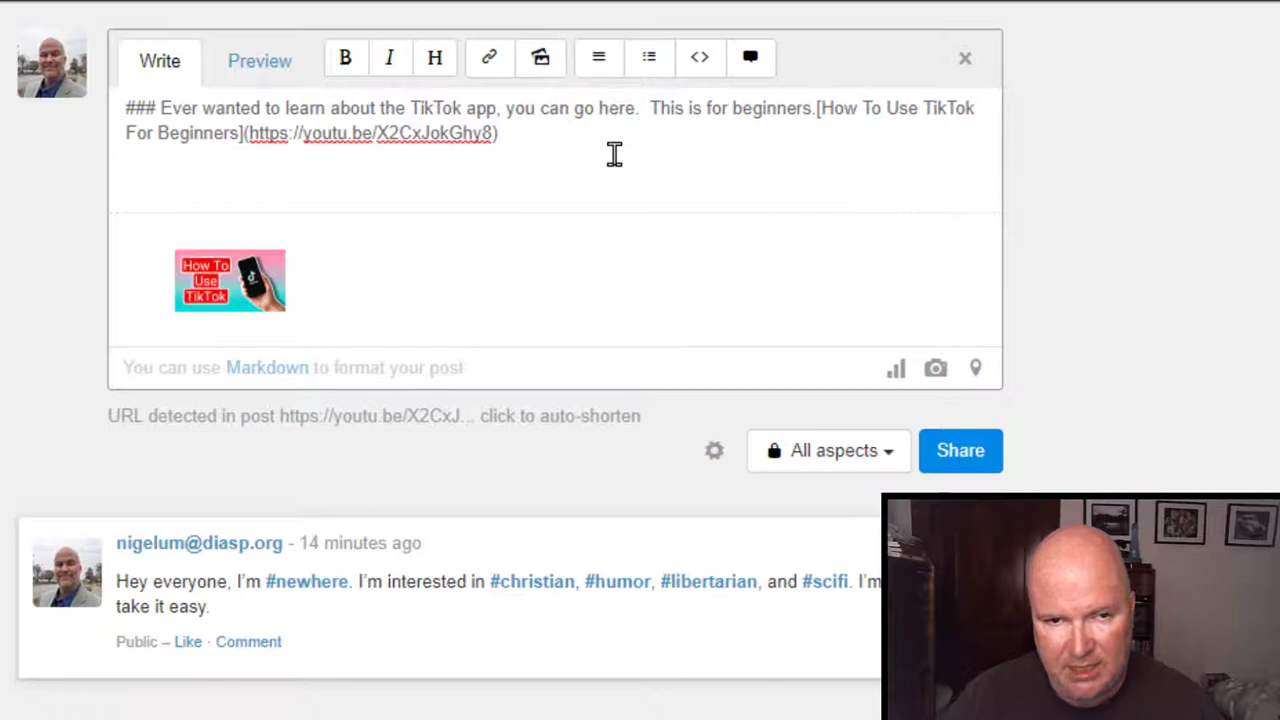 Write Preview B I H
### Ever wanted to learn about the TikTok app, you can go here.  This is for beginners.[How To Use TikTok
For Beginners](https://youtu.be/X2CxJokGhy8)
How To
Use
TikTok
You can use Markdown to format your post
URL detected in post https://youtu.be/X2CxJ... click to auto-shorten
All aspects Share
nigelum@diasp.org - 14 minutes ago
Hey everyone, I'm #newhere. I'm interested in #christian, #humor, #libertarian, and #scifi. I'm
take it easy.
Public – Like · Comment